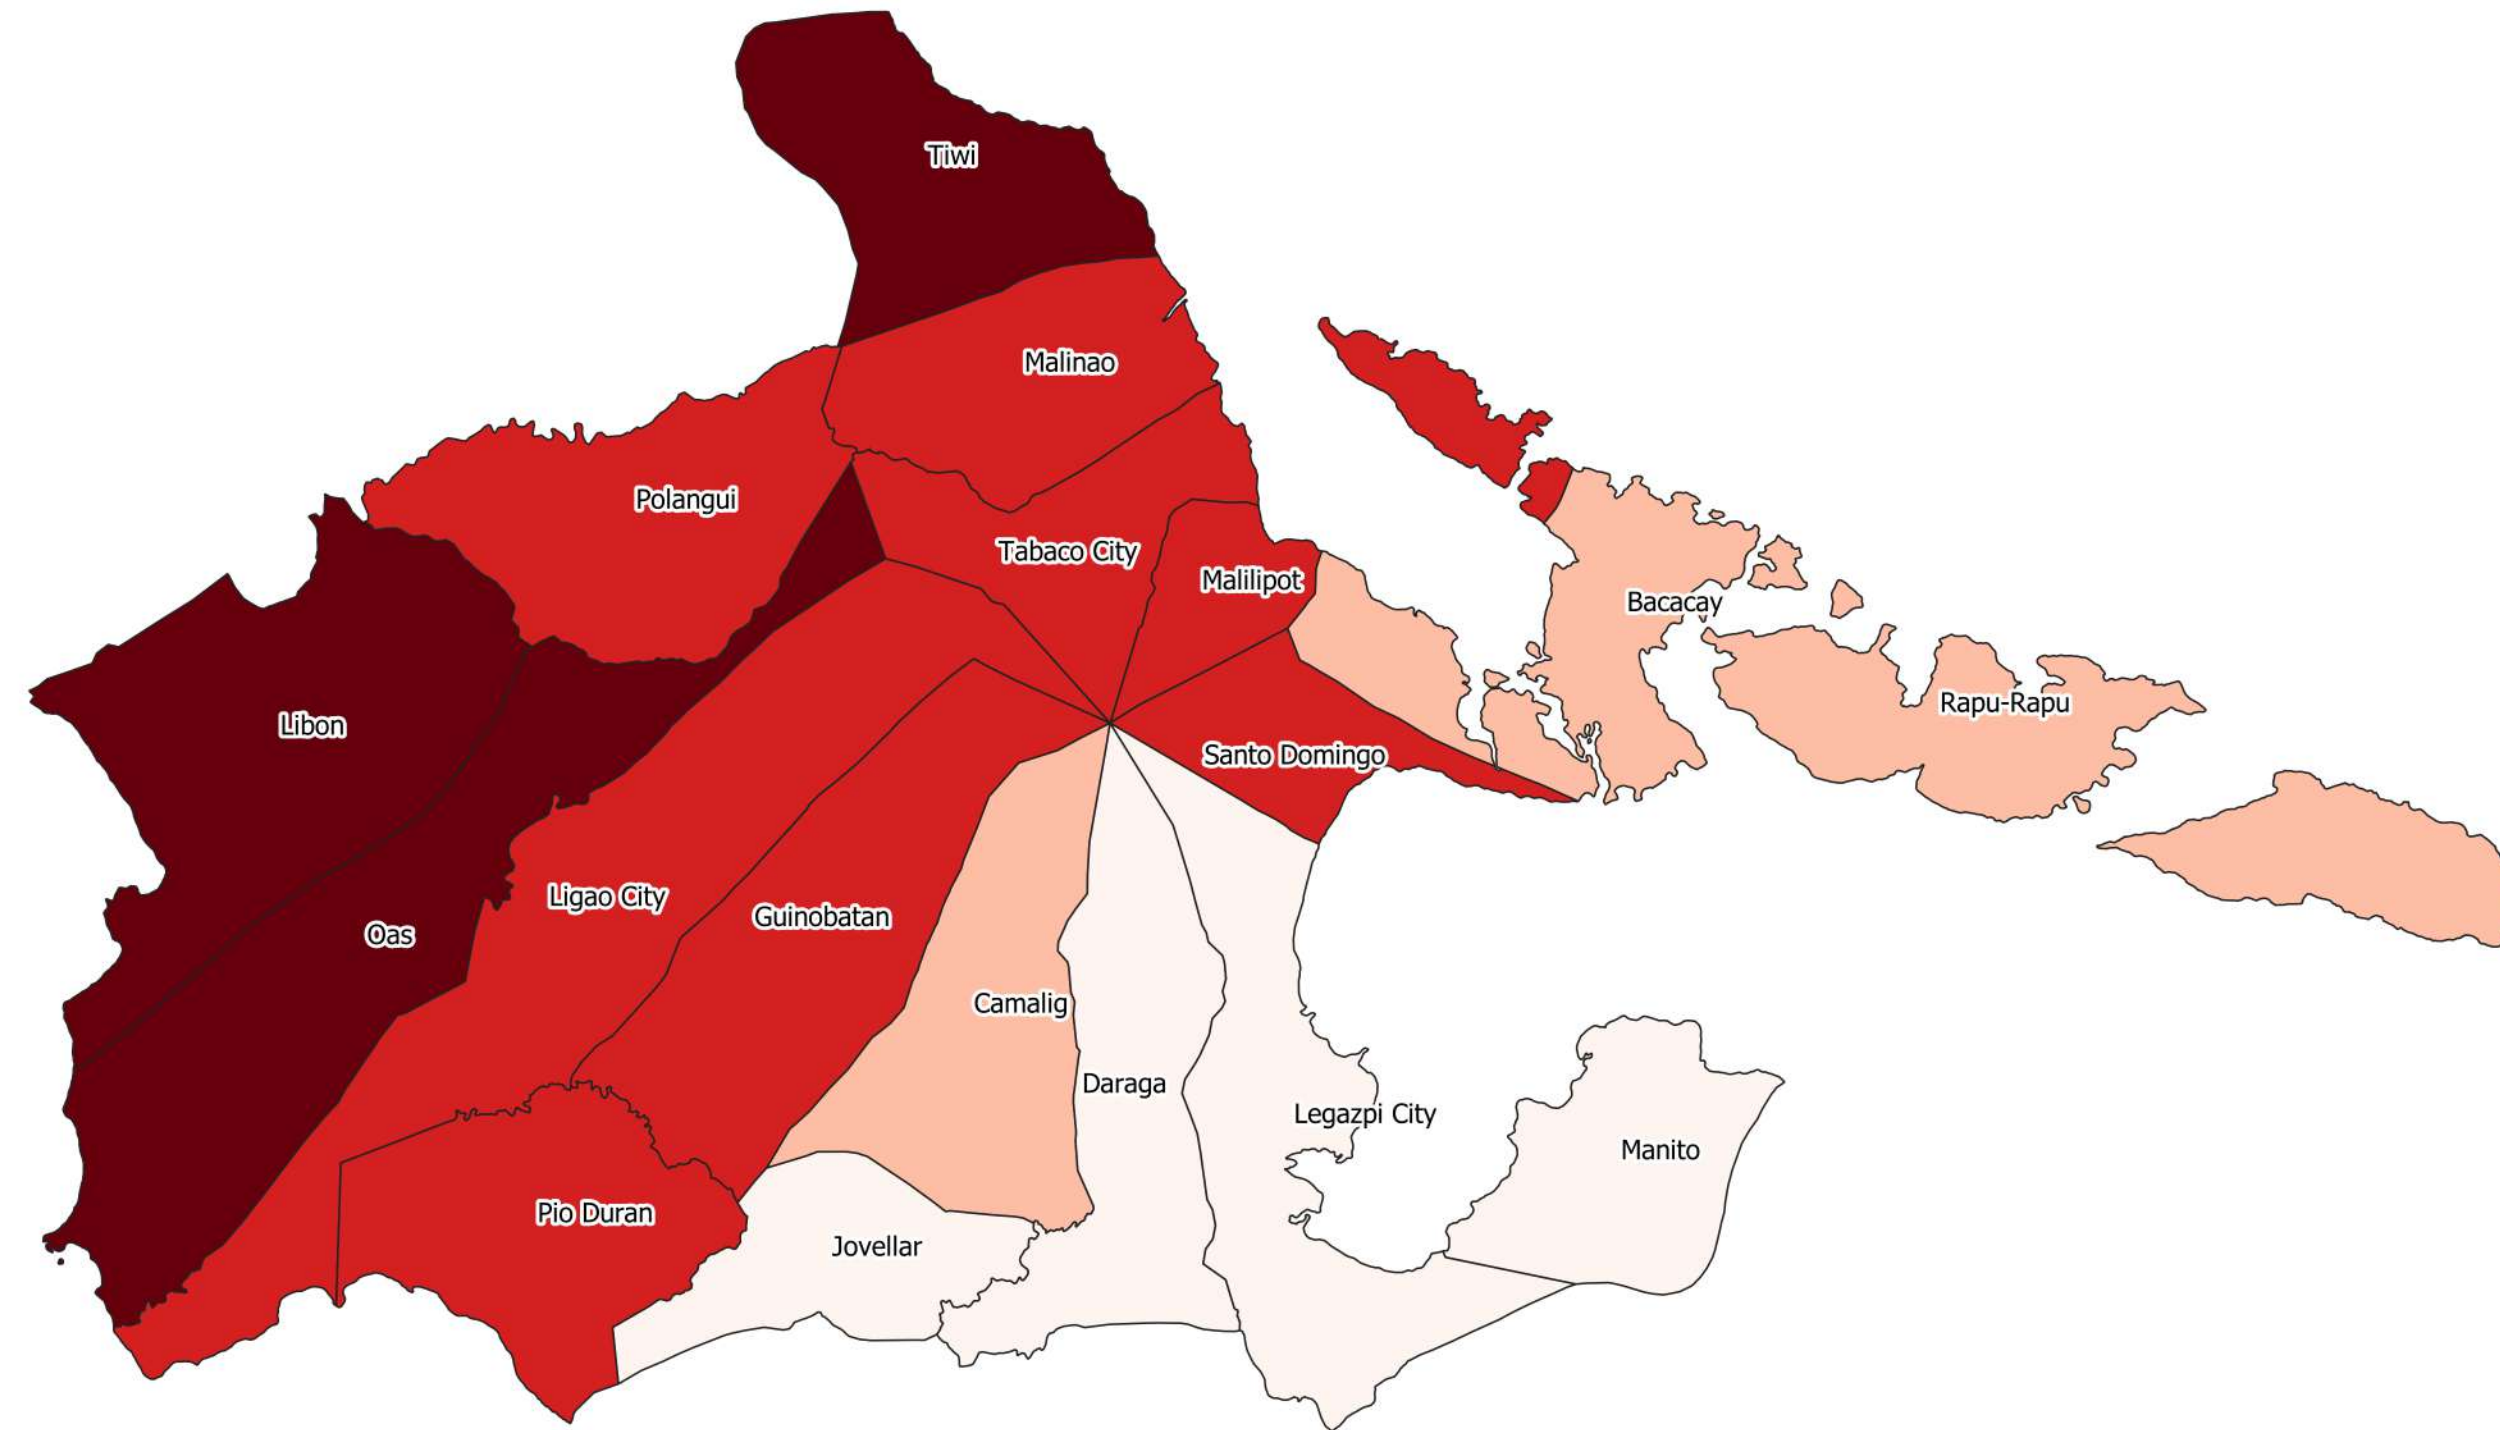 Tiwi
Malinao
Polangui
Tabaco City
Malilipot
Bacacay
Rapu-Rapu
Libon
Santo Domingo
Ligao City
Guinobatan
Oas
Camalig
Daraga
Legazpi City
Manito
Pio Duran
Jovellar